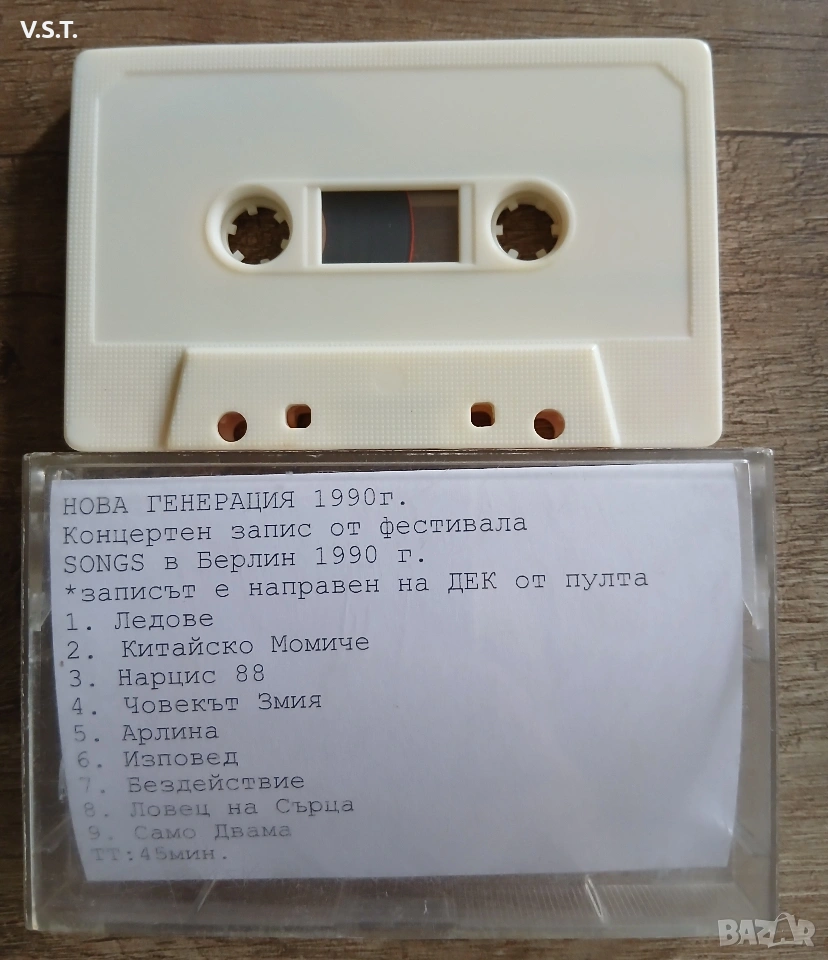 V.S.T.
НОВА ГЕНЕРАЦИЯ 1990г.
Концертен запис от фестивала
SONGS в Берлин 1990 г.
*записът е направен на ДЕК от пулта
1. Ледове
2. Китайско Момиче
3. Нарцис 88
4. Човекът Змия
5. Арлина
6. Изповед
7. Бездействие
8. Ловец на Сърца
9. Само Двама
ТТ:45мин.
BAZAR